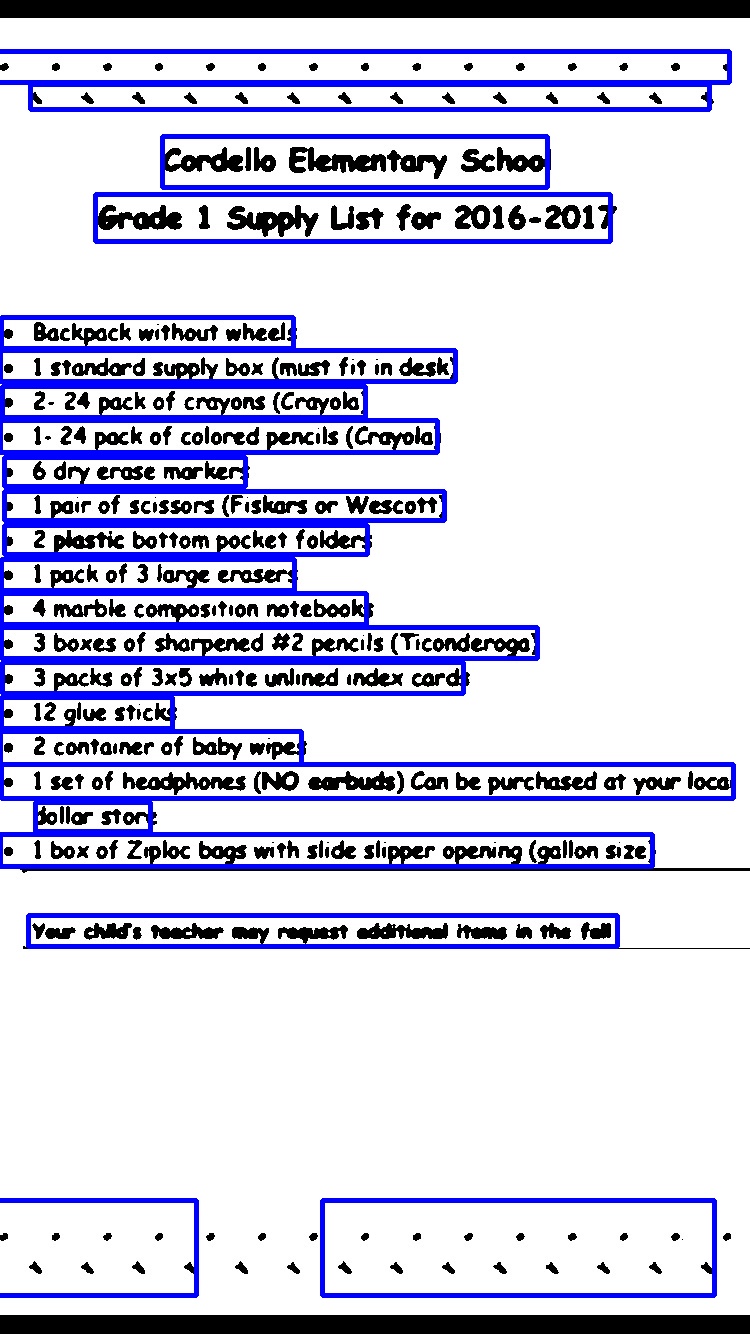 Cordello Elementary School
Grade 1 Supply List for 2016-2017
• Backpack without wheels
• 1 standard supply box (must fit in desk)
• 2- 24 pack of crayons (Crayola)
• 1- 24 pack of colored pencils (Crayola)
• 6 dry erase markers
• 1 pair of scissors (Fiskars or Wescott)
• 2 plastic bottom pocket folders
• 1 pack of 3 large erasers
• 4 marble composition notebooks
• 3 boxes of sharpened #2 pencils (Ticonderoga)
• 3 packs of 3x5 white unlined index cards
• 12 glue sticks
• 2 container of baby wipes
• 1 set of headphones (NO earbuds) Can be purchased at your local
dollar store
• 1 box of Ziploc bags with slide slipper opening (gallon size)
Your child's teacher may request additional items in the fall